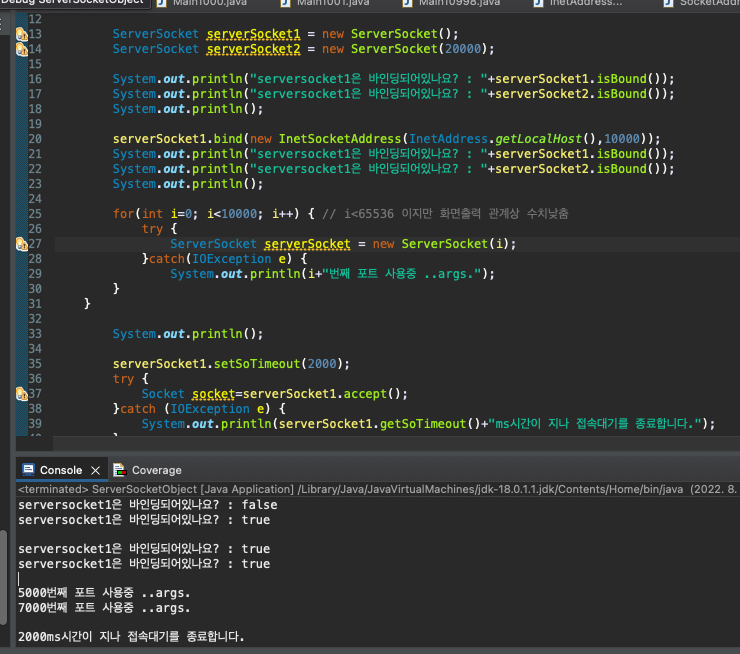 Debug ServerSocketObject Main1000.java Main1001.java Main10998.java InetAddress... SocketAddr
12
13 ServerSocket serverSocket1 = new ServerSocket();
14 ServerSocket serverSocket2 = new ServerSocket(20000);
15
16 System.out.println("serversocket1은 바인딩되어있나요? : "+serverSocket1.isBound());
17 System.out.println("serversocket1은 바인딩되어있나요? : "+serverSocket2.isBound());
18 System.out.println();
19
20 serverSocket1.bind(new InetSocketAddress(InetAddress.getLocalHost(),10000));
21 System.out.println("serversocket1은 바인딩되어있나요? : "+serverSocket1.isBound());
22 System.out.println("serversocket1은 바인딩되어있나요? : "+serverSocket2.isBound());
23 System.out.println();
24
25 for(int i=0; i<10000; i++) { // i<65536 이지만 화면출력 관계상 수치낮춤
26 try {
27 ServerSocket serverSocket = new ServerSocket(i);
28 }catch(IOException e) {
29 System.out.println(i+"번째 포트 사용중 ..args.");
30 }
31 }
32
33 System.out.println();
34
35 serverSocket1.setSoTimeout(2000);
36 try {
37 Socket socket=serverSocket1.accept();
38 }catch (IOException e) {
39 System.out.println(serverSocket1.getSoTimeout()+"ms시간이 지나 접속대기를 종료합니다.");
Console Coverage
<terminated> ServerSocketObject [Java Application] /Library/Java/JavaVirtualMachines/jdk-18.0.1.1.jdk/Contents/Home/bin/java (2022. 8.
serversocket1은 바인딩되어있나요? : false
serversocket1은 바인딩되어있나요? : true
serversocket1은 바인딩되어있나요? : true
serversocket1은 바인딩되어있나요? : true
5000번째 포트 사용중 ..args.
7000번째 포트 사용중 ..args.
2000ms시간이 지나 접속대기를 종료합니다.